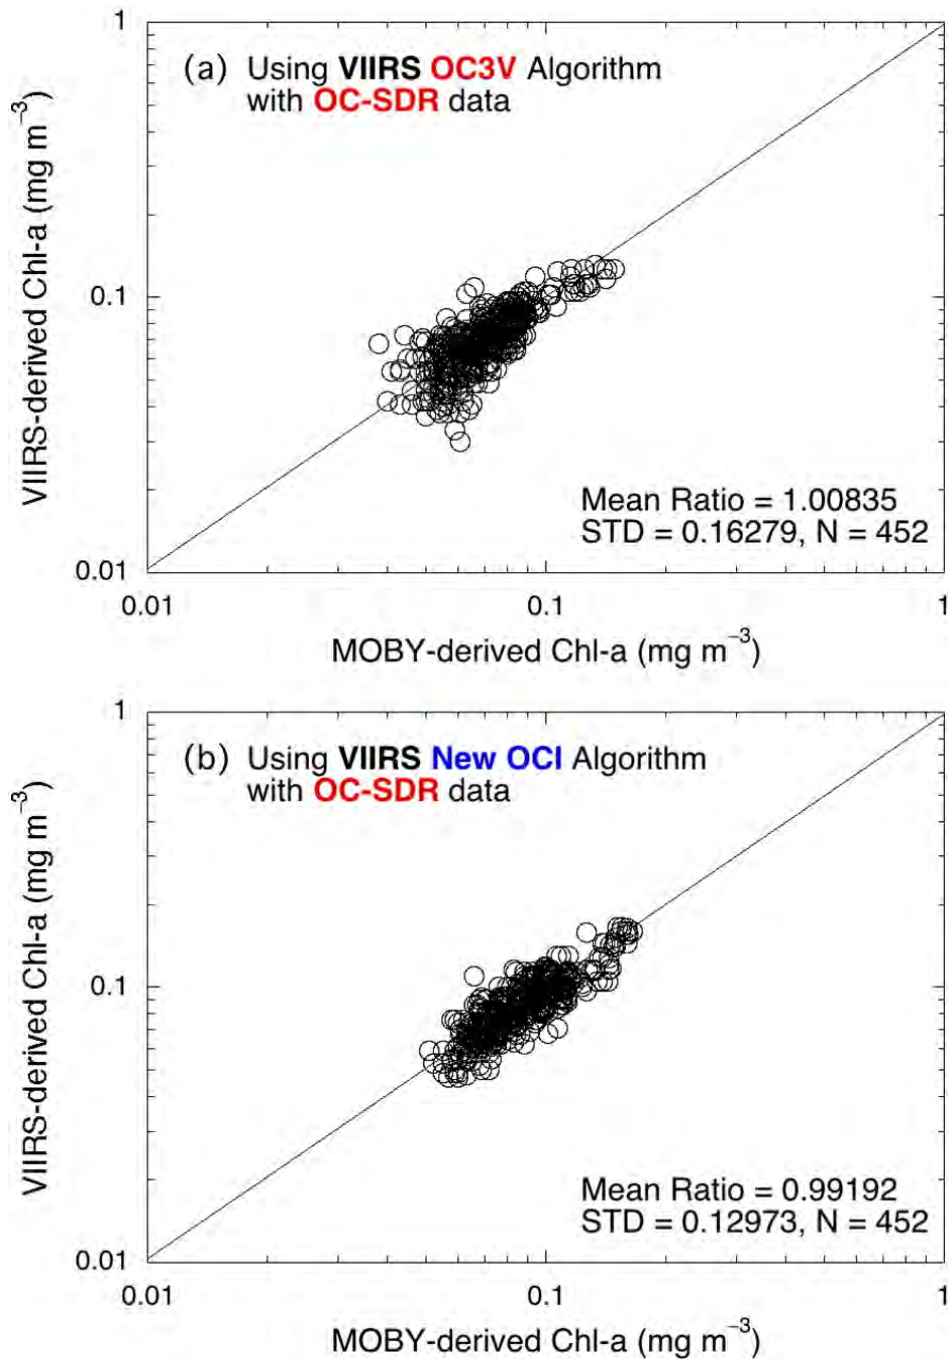 1
(a) Using VIIRS OC3V Algorithm
with OC-SDR data
VIIRS-derived Chl-a (mg m⁻³)
0.1
Mean Ratio = 1.00835
STD = 0.16279, N = 452
0.01
0.01 0.1 1
MOBY-derived Chl-a (mg m⁻³)
1
(b) Using VIIRS New OCI Algorithm
with OC-SDR data
VIIRS-derived Chl-a (mg m⁻³)
0.1
Mean Ratio = 0.99192
STD = 0.12973, N = 452
0.01
0.01 0.1 1
MOBY-derived Chl-a (mg m⁻³)